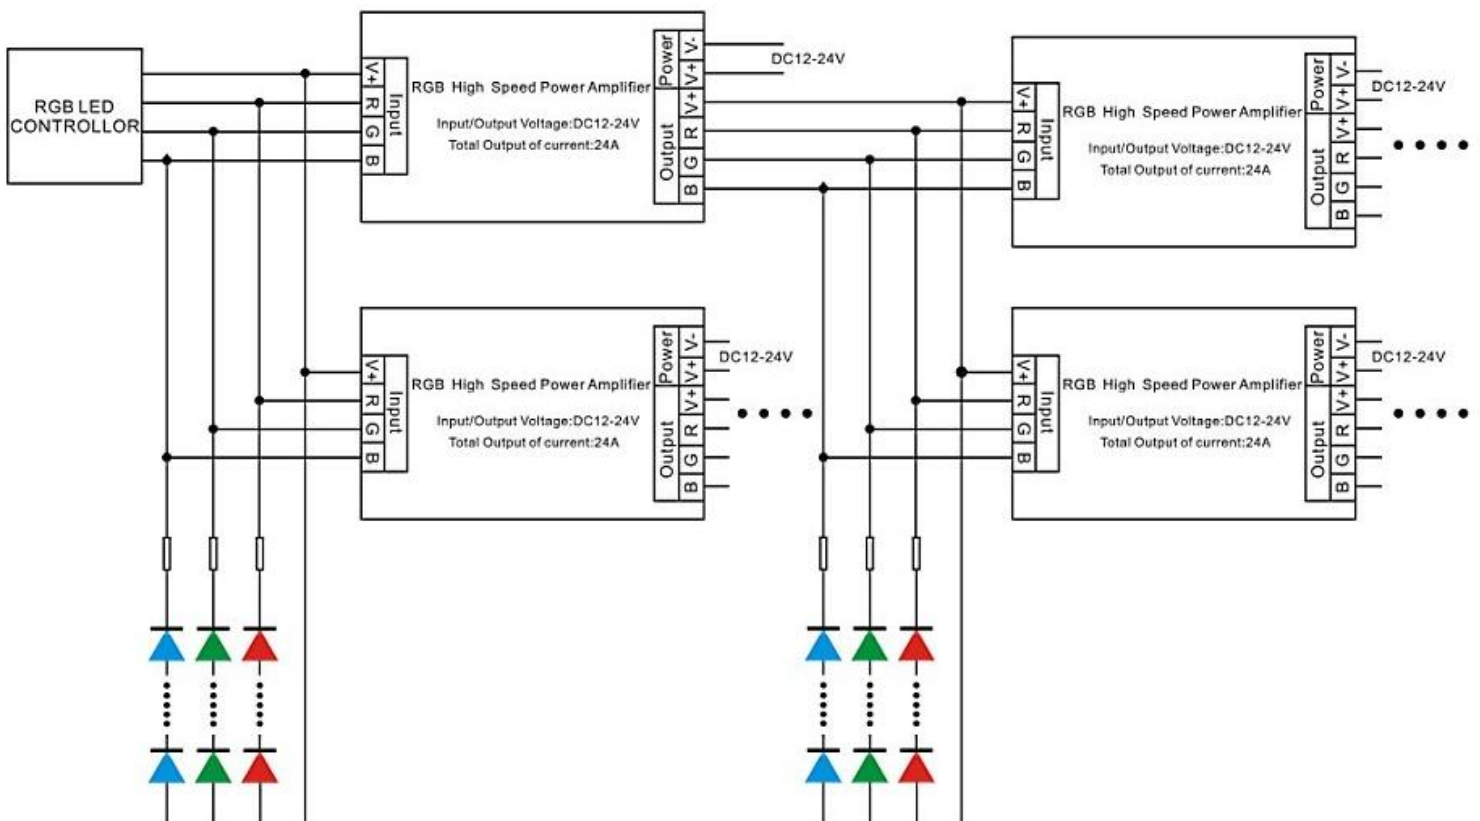 RGB LED
CONTROLLOR
V+
R
G
B
Input
RGB High Speed Power Amplifier
Input/Output Voltage:DC12-24V
Total Output of current:24A
Power
Output
V-
V+
V+
R
G
B
DC12-24V
V+
R
G
B
Input
RGB High Speed Power Amplifier
Input/Output Voltage:DC12-24V
Total Output of current:24A
Power
Output
V-
V+
V+
R
G
B
DC12-24V
V+
R
G
B
Input
RGB High Speed Power Amplifier
Input/Output Voltage:DC12-24V
Total Output of current:24A
Power
Output
V-
V+
V+
R
G
B
DC12-24V
V+
R
G
B
Input
RGB High Speed Power Amplifier
Input/Output Voltage:DC12-24V
Total Output of current:24A
Power
Output
V-
V+
V+
R
G
B
DC12-24V